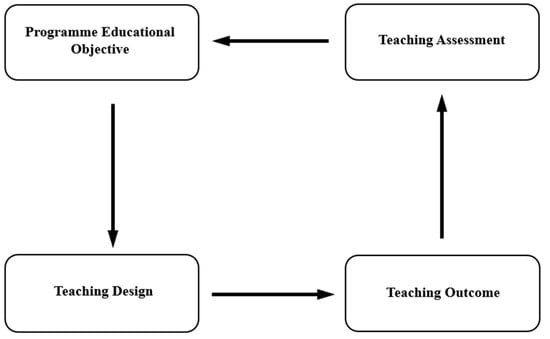 Programme Educational
Objective
Teaching Assessment
Teaching Design
Teaching Outcome